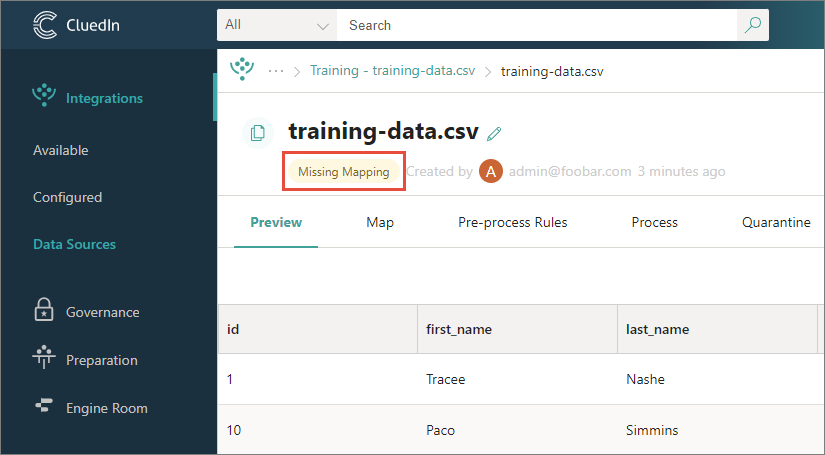 CluedIn
All
Search
··· > Training - training-data.csv > training-data.csv
Integrations
training-data.csv
Available
Missing Mapping Created by A admin@foobar.com 3 minutes ago
Configured
Preview Map Pre-process Rules Process Quarantine
Data Sources
Governance
id first_name last_name
Preparation
1 Tracee Nashe
Engine Room
10 Paco Simmins